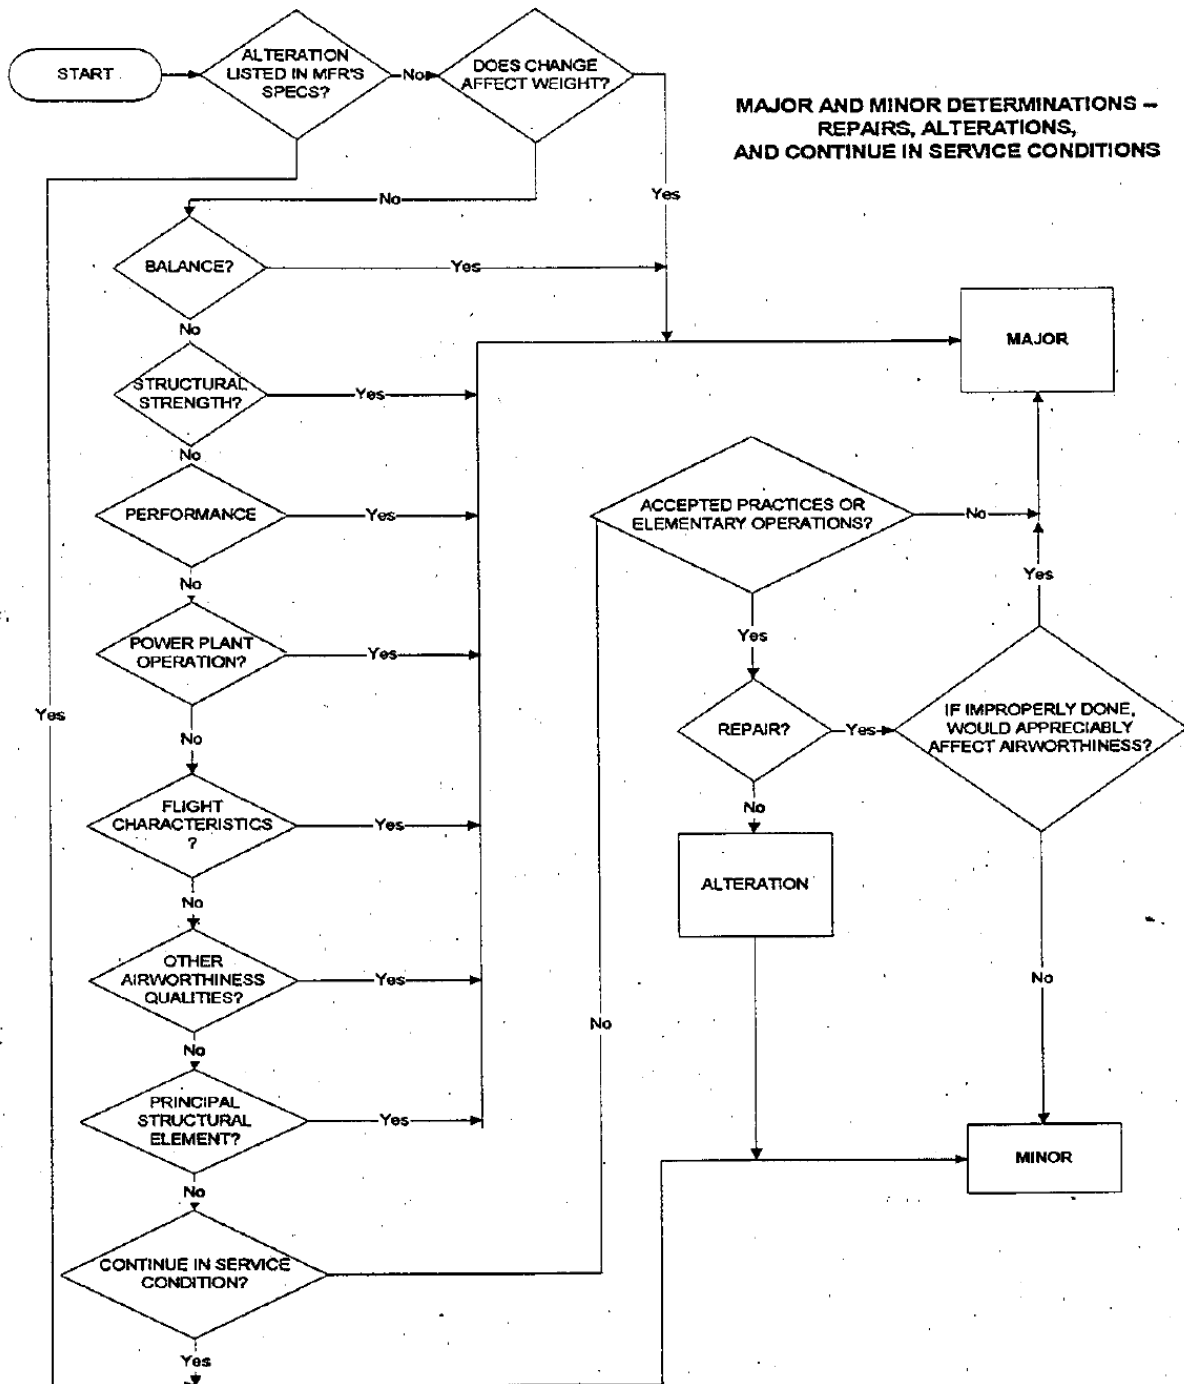 START
ALTERATION
LISTED IN MFR'S
SPECS?
No
DOES CHANGE
AFFECT WEIGHT?
MAJOR AND MINOR DETERMINATIONS –
REPAIRS, ALTERATIONS,
AND CONTINUE IN SERVICE CONDITIONS
Yes
No
BALANCE?
Yes
No
MAJOR
STRUCTURAL
STRENGTH?
Yes
No
PERFORMANCE
Yes
No
ACCEPTED PRACTICES OR
ELEMENTARY OPERATIONS?
No
Yes
Yes
POWER PLANT
OPERATION?
Yes
No
Yes
REPAIR?
Yes
IF IMPROPERLY DONE,
WOULD APPRECIABLY
AFFECT AIRWORTHINESS?
No
FLIGHT
CHARACTERISTICS
?
Yes
No
ALTERATION
OTHER
AIRWORTHINESS
QUALITIES?
Yes
No
No
No
PRINCIPAL
STRUCTURAL
ELEMENT?
Yes
No
MINOR
CONTINUE IN SERVICE
CONDITION?
Yes